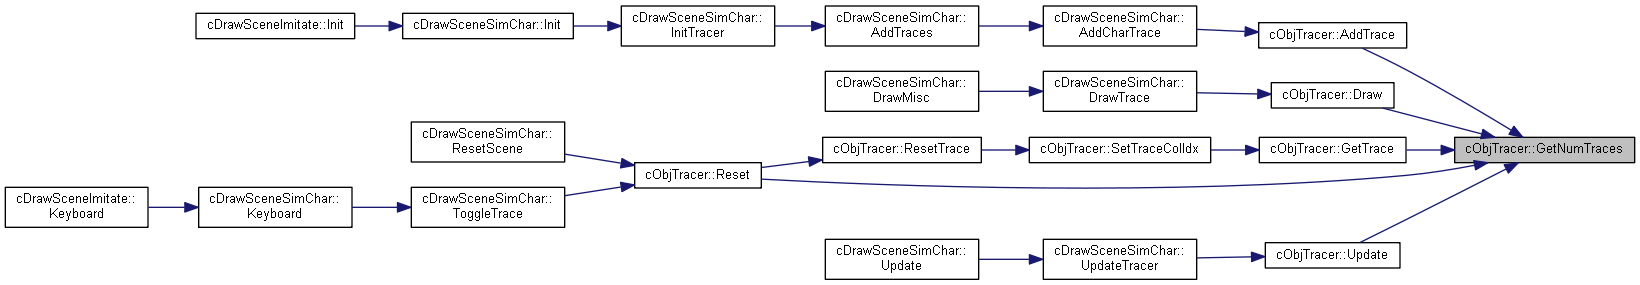 cDrawSceneImitate::Init
cDrawSceneSimChar::Init
cDrawSceneSimChar::
InitTracer
cDrawSceneSimChar::
AddTraces
cDrawSceneSimChar::
AddCharTrace
cObjTracer::AddTrace
cDrawSceneSimChar::
DrawMisc
cDrawSceneSimChar::
DrawTrace
cObjTracer::Draw
cDrawSceneSimChar::
ResetScene
cObjTracer::ResetTrace
cObjTracer::SetTraceColIdx
cObjTracer::GetTrace
cObjTracer::GetNumTraces
cObjTracer::Reset
cDrawSceneImitate::
Keyboard
cDrawSceneSimChar::
Keyboard
cDrawSceneSimChar::
ToggleTrace
cDrawSceneSimChar::
Update
cDrawSceneSimChar::
UpdateTracer
cObjTracer::Update